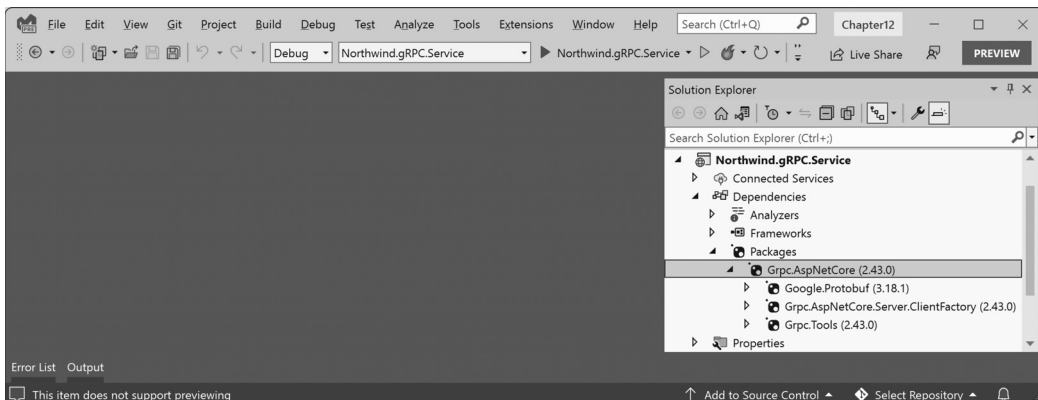 File Edit View Git Project Build Debug Test Analyze Tools Extensions Window Help Search (Ctrl+Q) Chapter12
Debug Northwind.gRPC.Service Northwind.gRPC.Service Live Share PREVIEW
Solution Explorer
Search Solution Explorer (Ctrl+;)
Northwind.gRPC.Service
Connected Services
Dependencies
Analyzers
Frameworks
Packages
Grpc.AspNetCore (2.43.0)
Google.Protobuf (3.18.1)
Grpc.AspNetCore.Server.ClientFactory (2.43.0)
Grpc.Tools (2.43.0)
Properties
Error List Output
This item does not support previewing Add to Source Control Select Repository